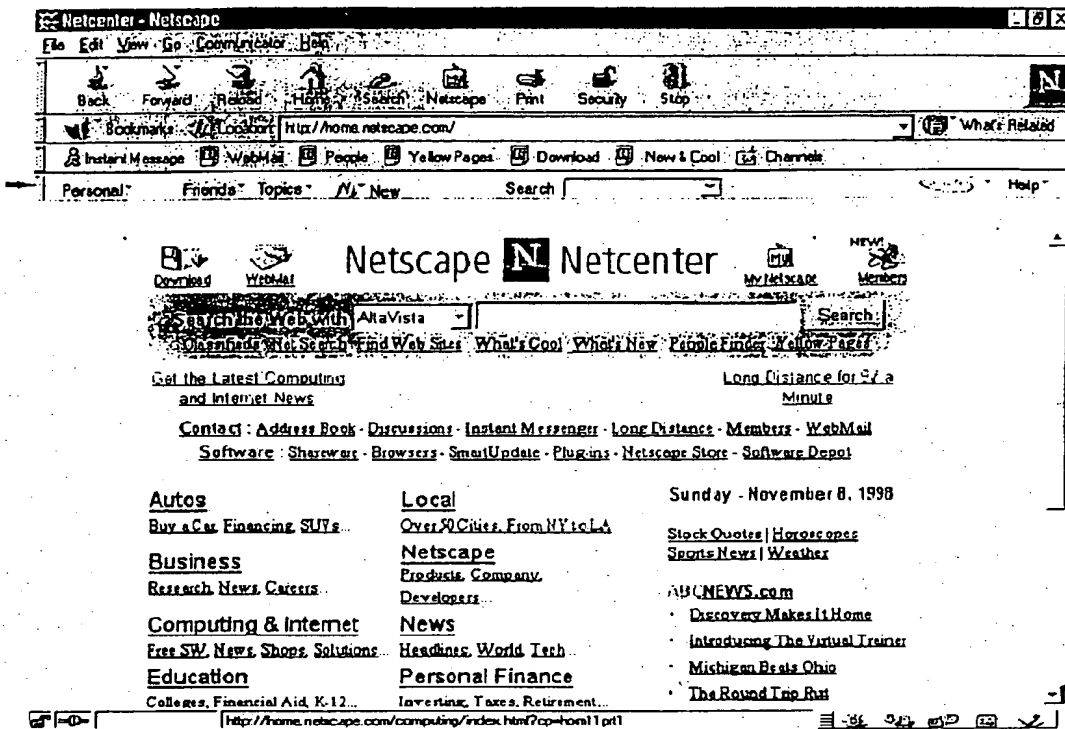 Netcenter - Netscape
File Edit View Go Communicator Help
Back Forward Reload Home Search Netscape Print Security Stop N
Bookmarks Location http://home.netscape.com/ What's Related
Instant Message WebMail People Yellow Pages Download New & Cool Channels
Personal Friends Topics New Search Help
Download WebMail Netscape N Netcenter My Netscape NEW! Members
Search the Web with AltaVista Search
Classifieds Net Search Find Web Sites What's Cool What's New People Finder Yellow Pages
Get the Latest Computing Long Distance for a
and Internet News Minute
Contact : Address Book - Discussions - Instant Messenger - Long Distance - Members - WebMail
Software : Shareware - Browsers - SmartUpdate - Plug-ins - Netscape Store - Software Depot
Autos
Buy a Car, Financing, SUVs...
Business
Research, News, Careers...
Computing & Internet
Free SW, News, Shops, Solutions...
Education
Colleges, Financial Aid, K-12...
Local
Over 50 Cities, From NY to LA
Netscape
Products, Company,
Developers...
News
Headlines, World, Tech...
Personal Finance
Investing, Taxes, Retirement...
Sunday - November 8, 1998
Stock Quotes | Horoscopes
Sports News | Weather
ABCNEWS.com
· Discovery Makes it Home
· Introducing The Virtual Trainer
· Michigan Beats Ohio
· The Round Trip Rut
http://home.netscape.com/computing/index.html?cp=hom11prt1